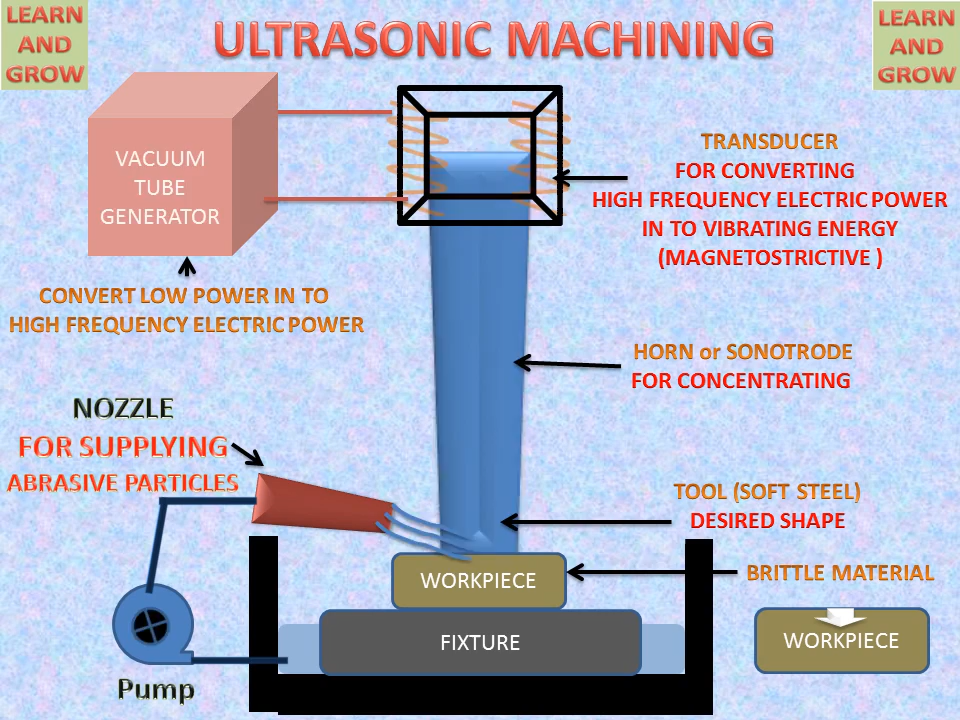 LEARN
AND
GROW
ULTRASONIC MACHINING
LEARN
AND
GROW
VACUUM
TUBE
GENERATOR
TRANSDUCER
FOR CONVERTING
HIGH FREQUENCY ELECTRIC POWER
IN TO VIBRATING ENERGY
(MAGNETOSTRICTIVE )
CONVERT LOW POWER IN TO
HIGH FREQUENCY ELECTRIC POWER
HORN or SONOTRODE
FOR CONCENTRATING
NOZZLE
FOR SUPPLYING
ABRASIVE PARTICLES
TOOL (SOFT STEEL)
DESIRED SHAPE
WORKPIECE
BRITTLE MATERIAL
FIXTURE
WORKPIECE
Pump